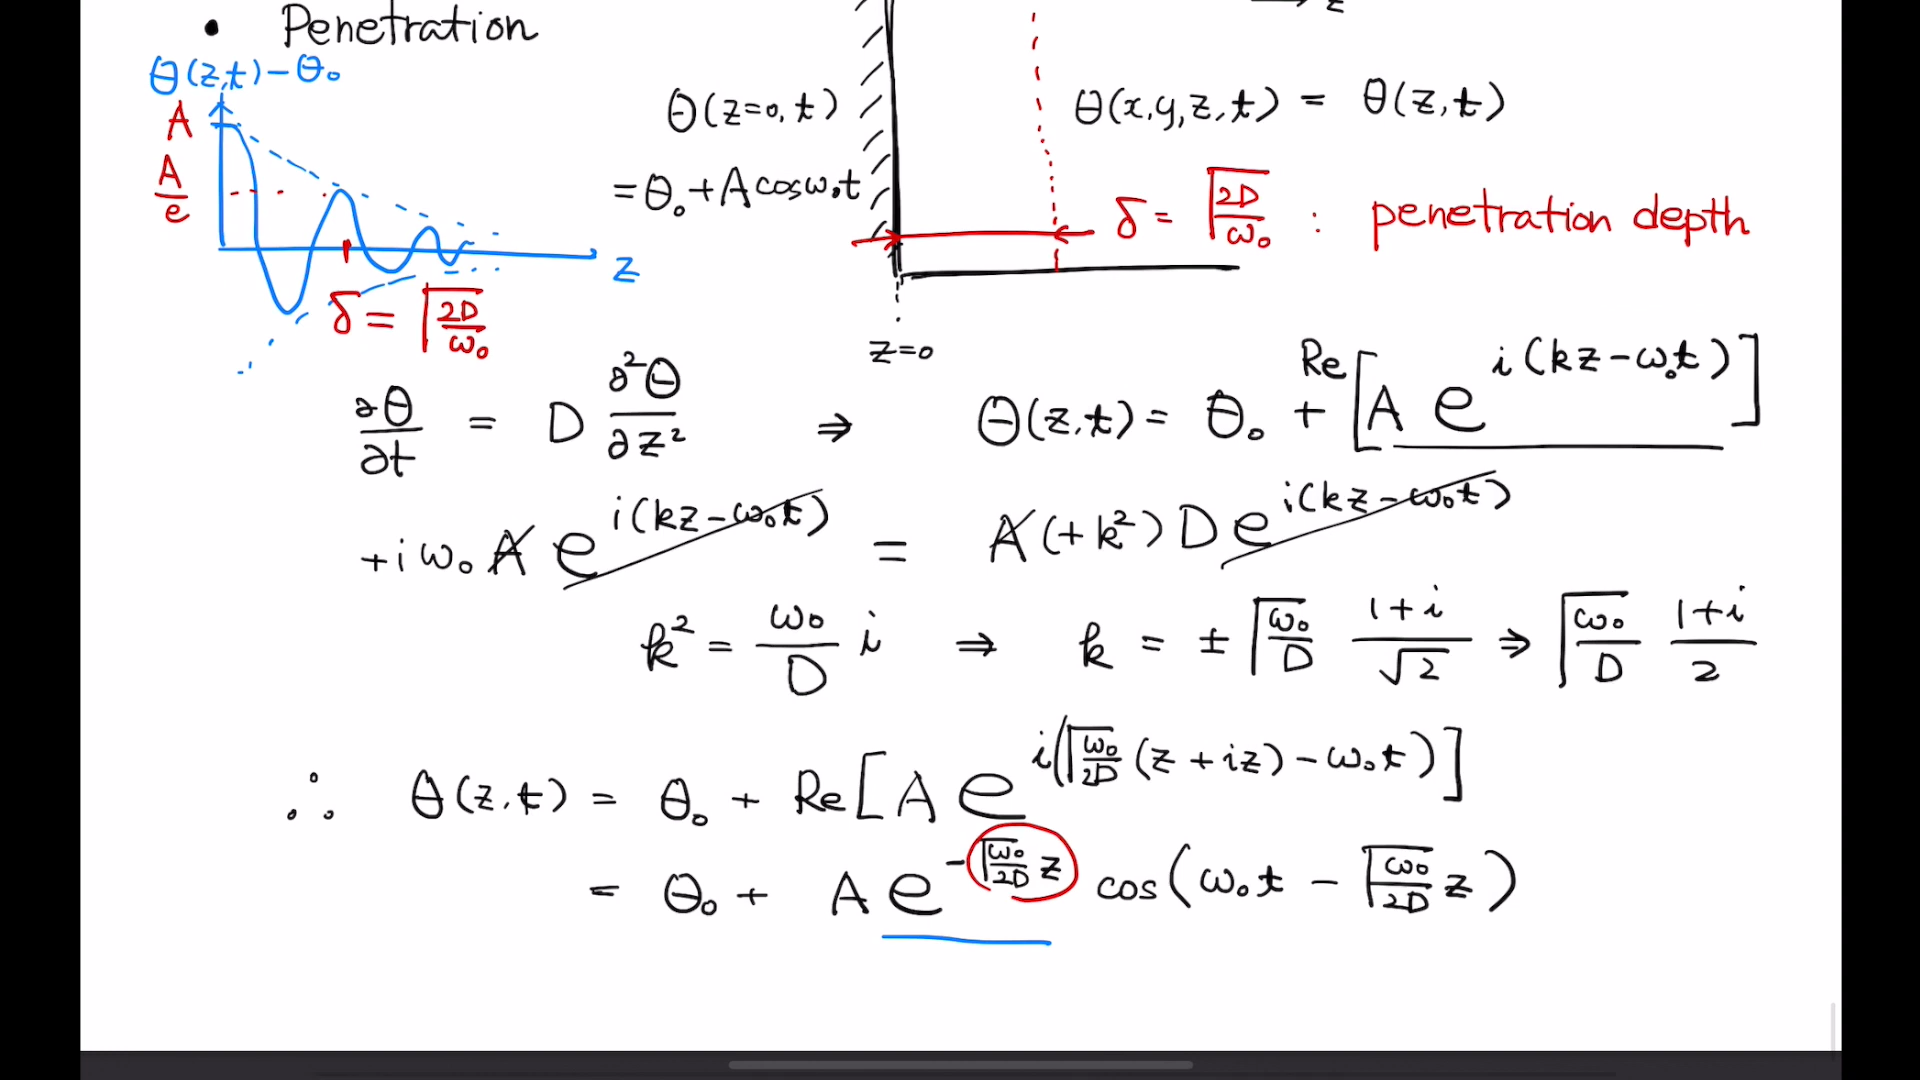 • Penetration
→ z
θ(z,t) − θ₀
A
A/e
z
δ = √(2D/ω₀)
θ(z=0, t)
= θ₀ + A cosω₀t
z=0
θ(x,y,z,t) = θ(z,t)
δ = √(2D/ω₀) : penetration depth
∂θ/∂t = D ∂²θ/∂z² ⇒ θ(z,t) = θ₀ + Re[A e^{i(kz−ω₀t)}]
+iω₀ A e^{i(kz−ω₀t)} = A(+k²) D e^{i(kz−ω₀t)}
k² = ω₀/D i ⇒ k = ± √(ω₀/D) (1+i)/√2 ⇒ √(ω₀/D) (1+i)/2
∴ θ(z,t) = θ₀ + Re[A e^{i(√(ω₀/2D) (z+iz) − ω₀t)}]
= θ₀ + A e^{−√(ω₀/2D) z} cos(ω₀t − √(ω₀/2D) z)